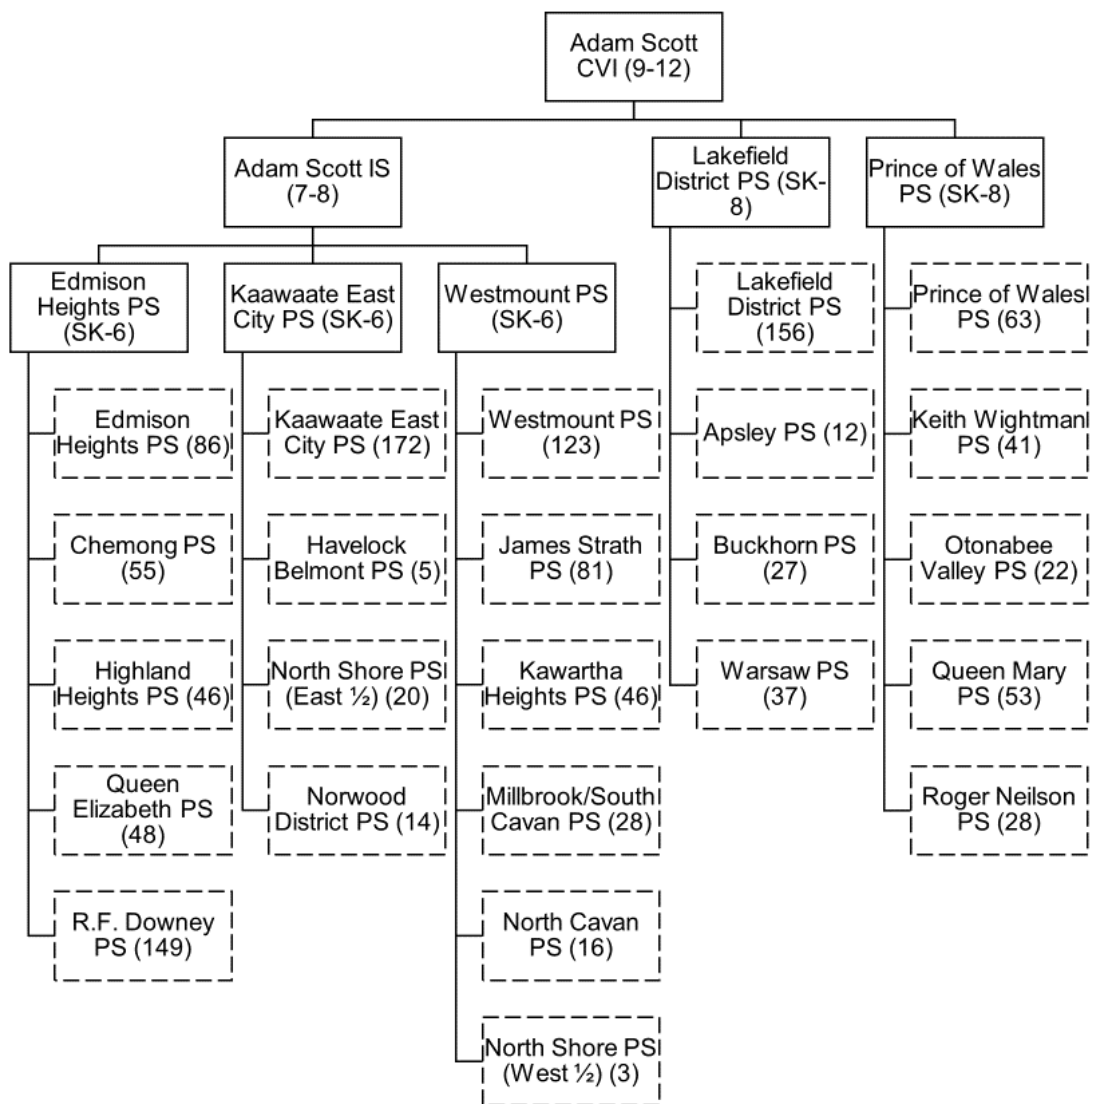 Adam Scott
CVI (9-12)
Adam Scott IS
(7-8)
Lakefield
District PS (SK-
8)
Prince of Wales
PS (SK-8)
Edmison
Heights PS
(SK-6)
Kaawaate East
City PS (SK-6)
Westmount PS
(SK-6)
Lakefield
District PS
(156)
Prince of Wales
PS (63)
Edmison
Heights PS (86)
Kaawaate East
City PS (172)
Westmount PS
(123)
Apsley PS (12)
Keith Wightman
PS (41)
Chemong PS
(55)
Havelock
Belmont PS (5)
James Strath
PS (81)
Buckhorn PS
(27)
Otonabee
Valley PS (22)
Highland
Heights PS (46)
North Shore PS
(East ½) (20)
Kawartha
Heights PS (46)
Warsaw PS
(37)
Queen Mary
PS (53)
Queen
Elizabeth PS
(48)
Norwood
District PS (14)
Millbrook/South
Cavan PS (28)
Roger Neilson
PS (28)
R.F. Downey
PS (149)
North Cavan
PS (16)
North Shore PS
(West ½) (3)